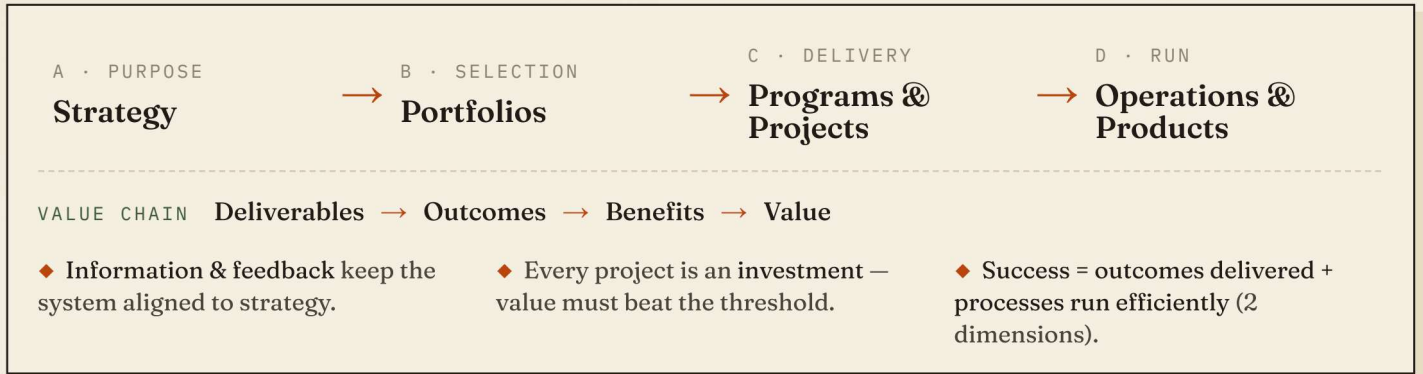 A · PURPOSE
Strategy
→
B · SELECTION
Portfolios
→
C · DELIVERY
Programs &
Projects
→
D · RUN
Operations &
Products
VALUE CHAIN Deliverables → Outcomes → Benefits → Value
◆ Information & feedback keep the
system aligned to strategy.
◆ Every project is an investment —
value must beat the threshold.
◆ Success = outcomes delivered +
processes run efficiently (2
dimensions).